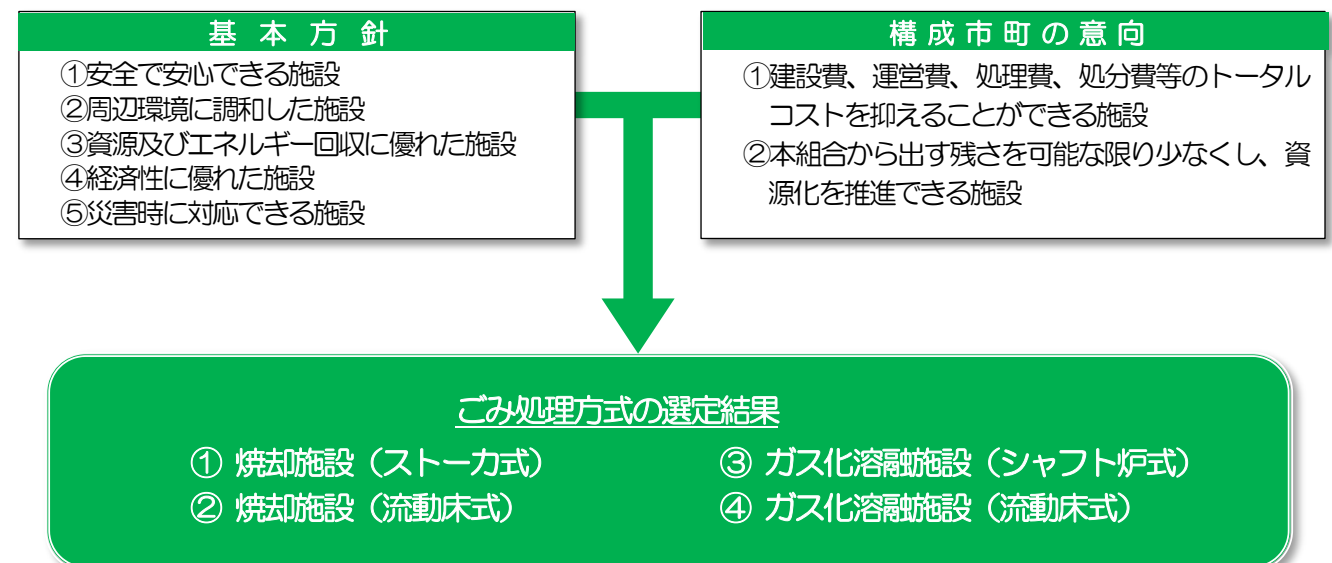 基本方針
①安全で安心できる施設
②周辺環境に調和した施設
③資源及びエネルギー回収に優れた施設
④経済性に優れた施設
⑤災害時に対応できる施設
構成市町の意向
①建設費、運営費、処理費、処分費等のトータル
コストを抑えることができる施設
②本組合から出す残さを可能な限り少なくし、資
源化を推進できる施設
ごみ処理方式の選定結果
① 焼却施設（ストーカ式）
② 焼却施設（流動床式）
③ ガス化溶融施設（シャフト炉式）
④ ガス化溶融施設（流動床式）